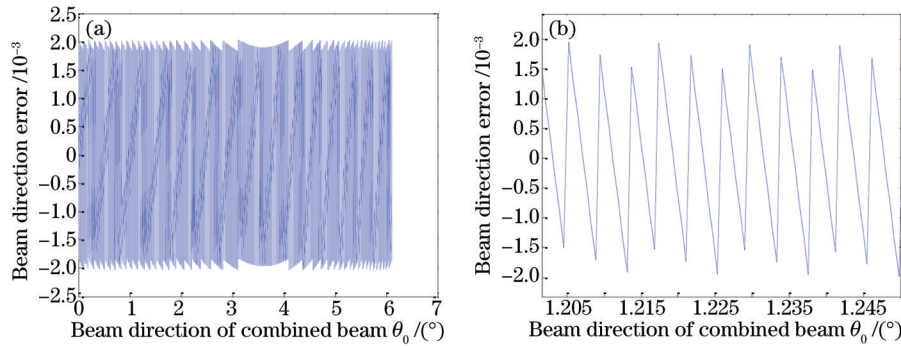 (a)
2.5
2.0
1.5
1.0
0.5
0
−0.5
−1.0
−1.5
−2.0
−2.5
Beam direction error /10⁻³
0 1 2 3 4 5 6 7
Beam direction of combined beam θ₀ /(°)
(b)
2.0
1.5
1.0
0.5
0
−0.5
−1.0
−1.5
−2.0
Beam direction error /10⁻³
1.205 1.215 1.225 1.235 1.245
Beam direction of combined beam θ₀ /(°)